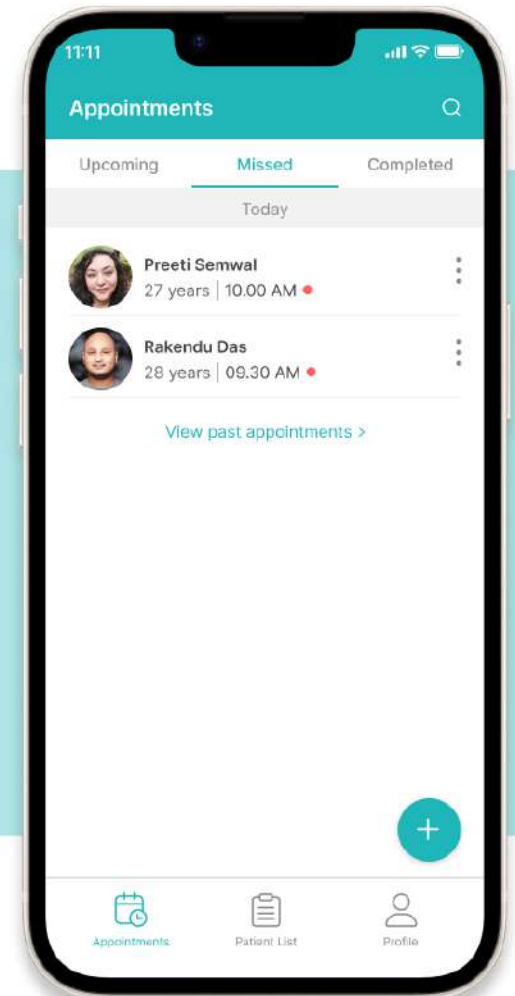 11:11
Appointments
Upcoming Missed Completed
Today
Preeti Semwal
27 years | 10.00 AM
Rakendu Das
28 years | 09.30 AM
View past appointments >
Appointments Patient List Profile